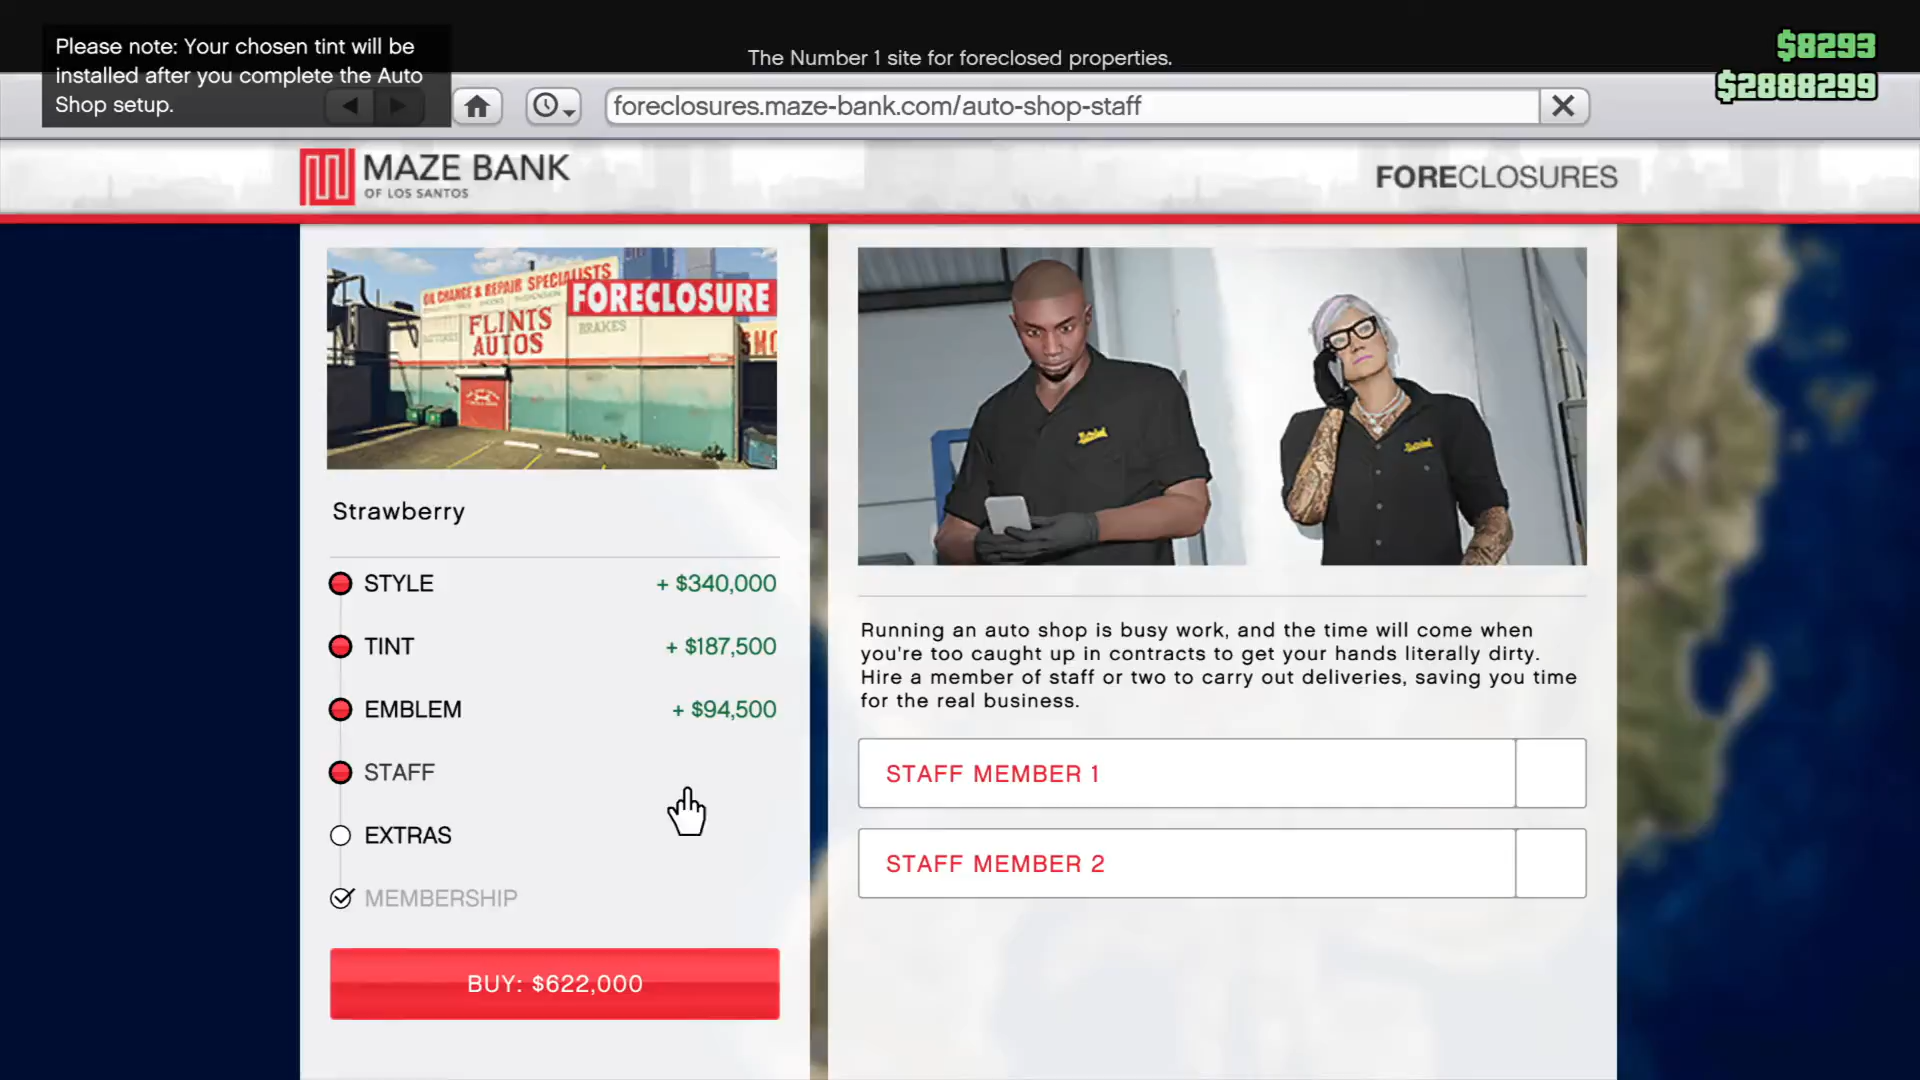 Please note: Your chosen tint will be
installed after you complete the Auto
Shop setup.
The Number 1 site for foreclosed properties.
$8293
$2888299
foreclosures.maze-bank.com/auto-shop-staff
MAZE BANK
OF LOS SANTOS
FORECLOSURES
OIL CHANGE & REPAIR SPECIALISTS
FORECLOSURE
FLINTS
AUTOS
BRAKES
Strawberry
STYLE + $340,000
TINT + $187,500
EMBLEM + $94,500
STAFF
EXTRAS
MEMBERSHIP
BUY: $622,000
Running an auto shop is busy work, and the time will come when
you're too caught up in contracts to get your hands literally dirty.
Hire a member of staff or two to carry out deliveries, saving you time
for the real business.
STAFF MEMBER 1
STAFF MEMBER 2